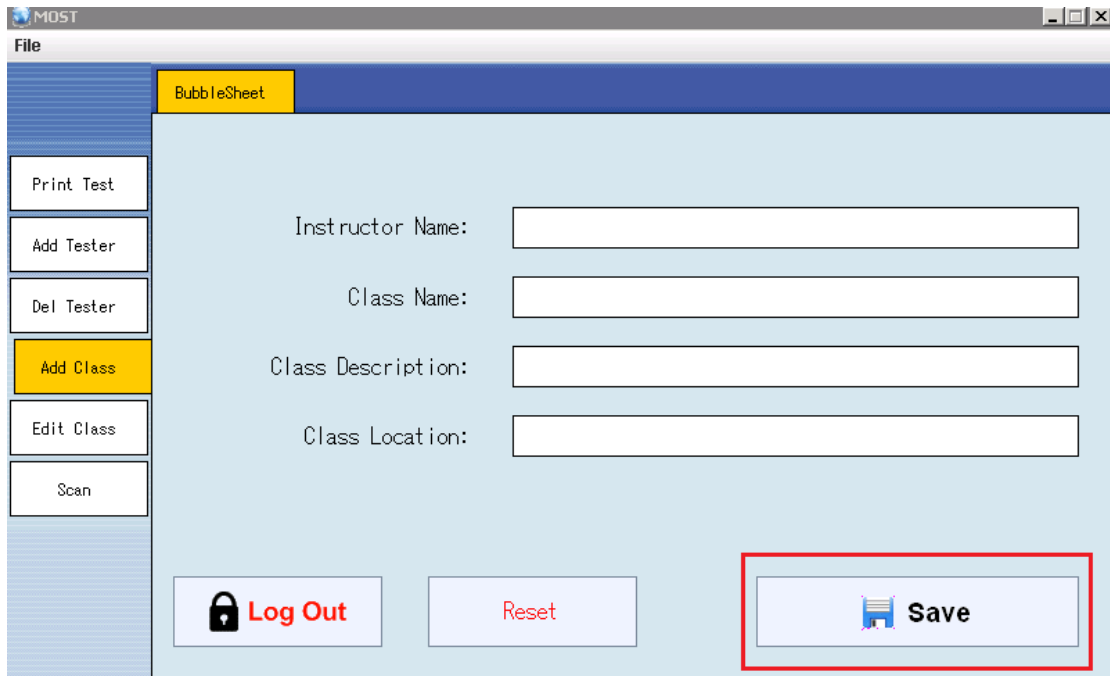 MOST
File
BubbleSheet
Print Test
Add Tester
Del Tester
Add Class
Edit Class
Scan
Instructor Name:
Class Name:
Class Description:
Class Location:
Log Out
Reset
Save